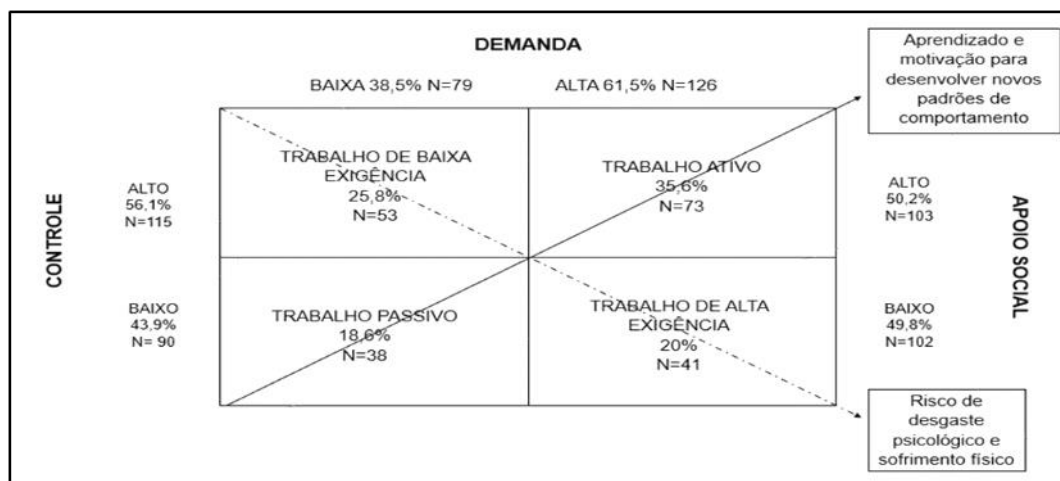 DEMANDA
BAIXA 38,5% N=79
ALTA 61,5% N=126
Aprendizado e
motivação para
desenvolver novos
padrões de
comportamento
CONTROLE
ALTO
56,1%
N=115
TRABALHO DE BAIXA
EXIGÊNCIA
25,8%
N=53
TRABALHO ATIVO
35,6%
N=73
ALTO
50,2%
N=103
APOIO SOCIAL
BAIXO
43,9%
N= 90
TRABALHO PASSIVO
18,6%
N=38
TRABALHO DE ALTA
EXIGÊNCIA
20%
N=41
BAIXO
49,8%
N=102
Risco de
desgaste
psicológico e
sofrimento físico